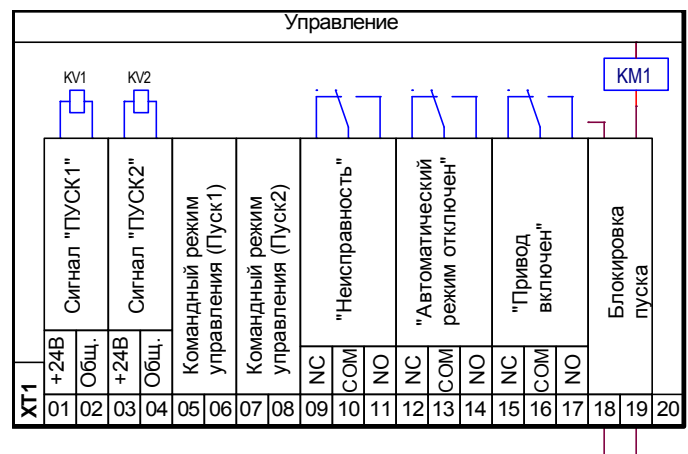 Управление
KV1
KV2
KM1
Сигнал "ПУСК1"
Сигнал "ПУСК2"
Командный режим
управления (Пуск1)
Командный режим
управления (Пуск2)
"Неисправность"
"Автоматический
режим отключен"
"Привод
включен"
Блокировка
пуска
+24В
Общ.
+24В
Общ.
NC
COM
NO
NC
COM
NO
NC
COM
NO
XT1
01 02 03 04 05 06 07 08 09 10 11 12 13 14 15 16 17 18 19 20